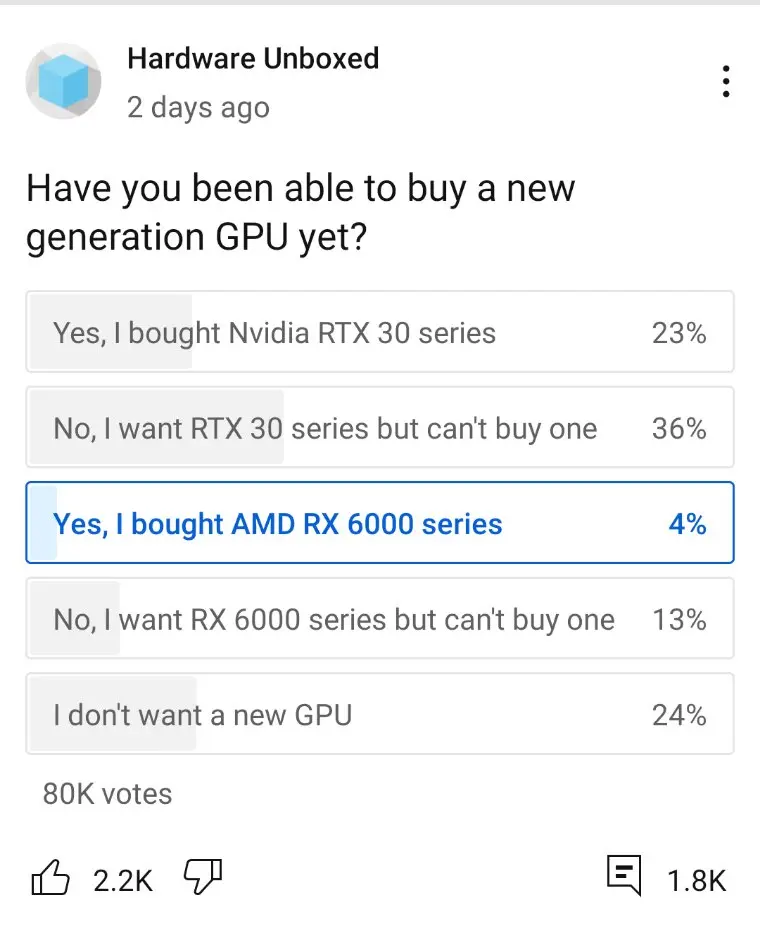 Hardware Unboxed
2 days ago
Have you been able to buy a new
generation GPU yet?
Yes, I bought Nvidia RTX 30 series 23%
No, I want RTX 30 series but can't buy one 36%
Yes, I bought AMD RX 6000 series 4%
No, I want RX 6000 series but can't buy one 13%
I don't want a new GPU 24%
80K votes
2.2K 1.8K